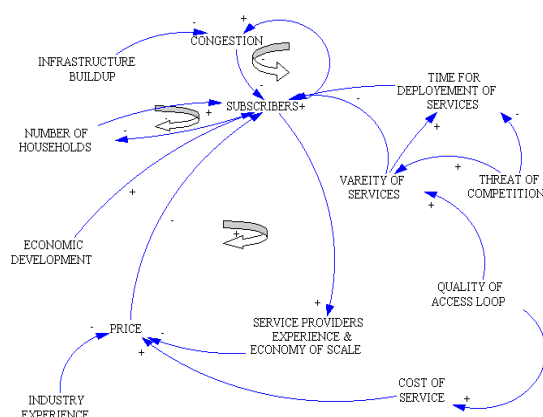 CONGESTION
INFRASTRUCTURE
BUILDUP
TIME FOR
DEPLOYEMENT OF
SERVICES
SUBSCRIBERS+
NUMBER OF
HOUSEHOLDS
VAREITY OF
SERVICES
THREAT OF
COMPETITION
ECONOMIC
DEVELOPMENT
QUALITY OF
ACCESS LOOP
PRICE
SERVICE PROVIDERS
EXPERIENCE &
ECONOMY OF SCALE
COST OF
SERVICE
INDUSTRY
EXPERIENCE